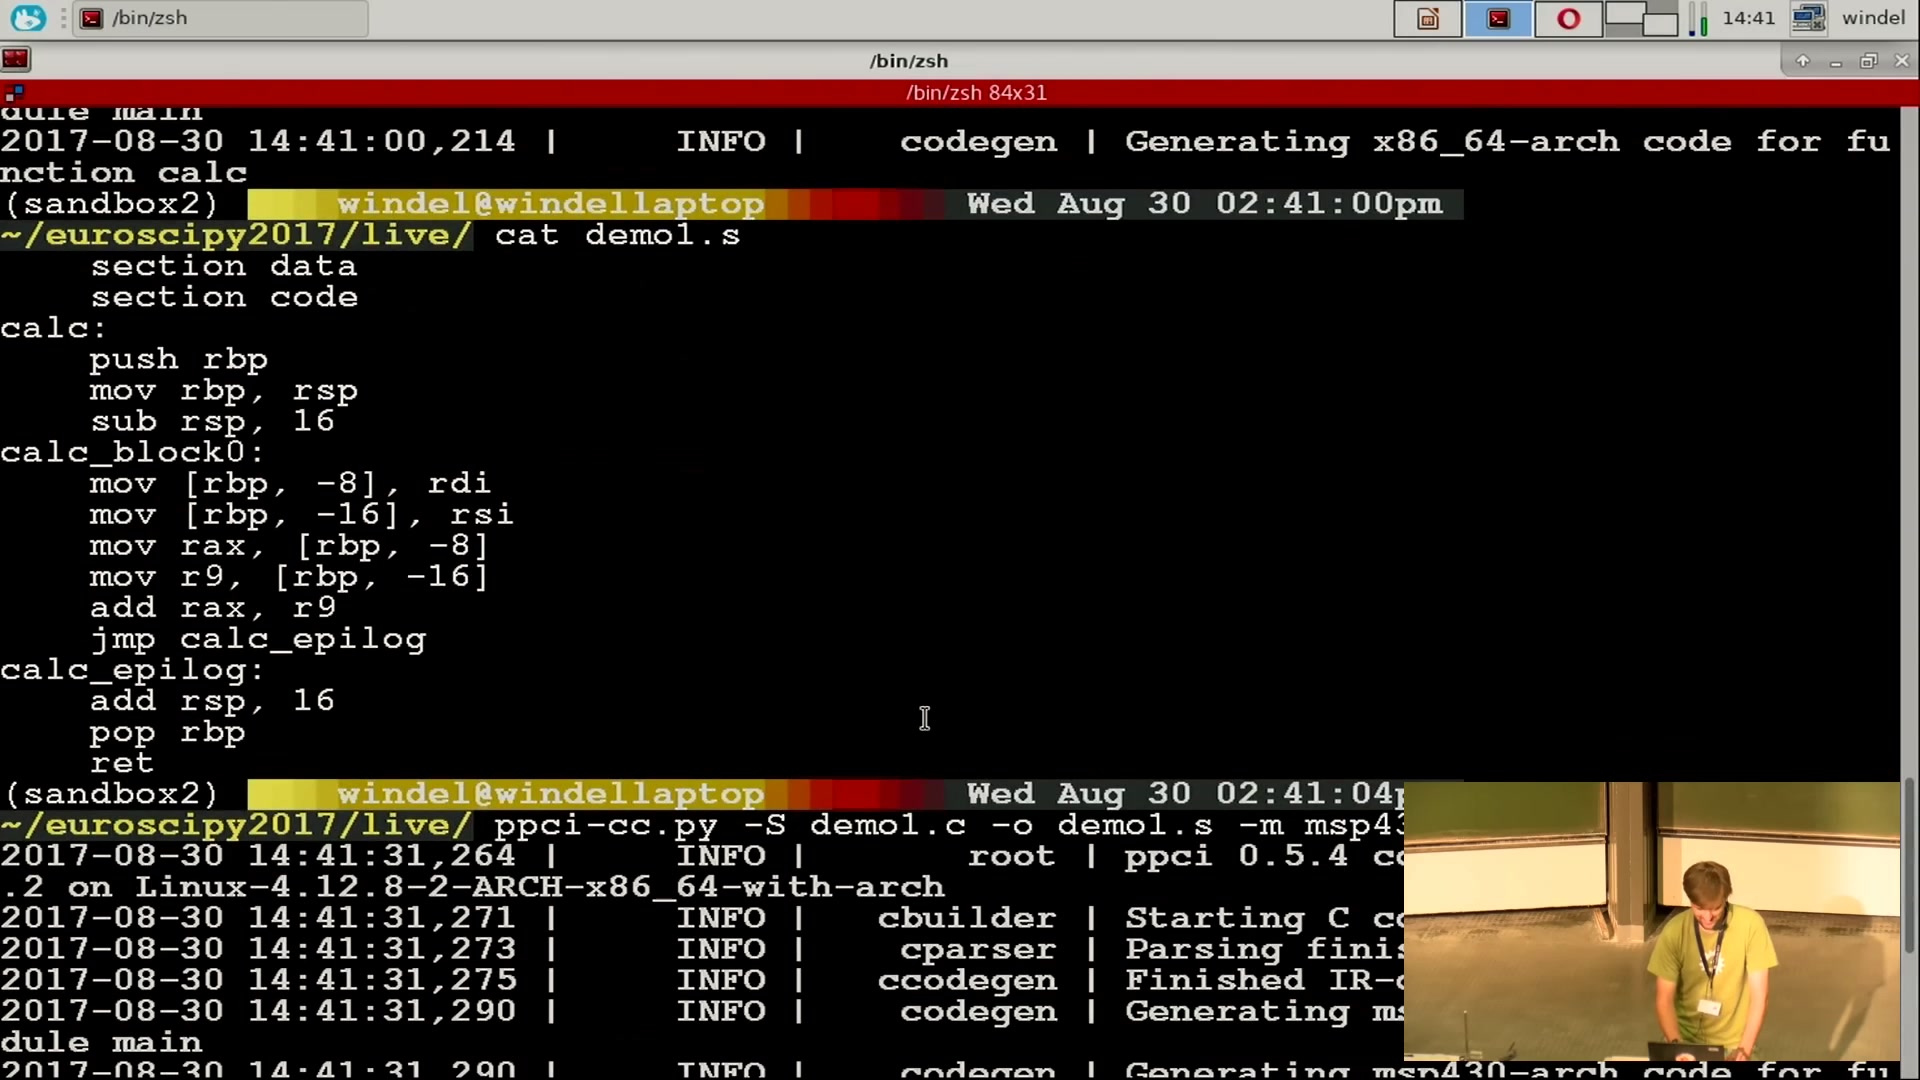 /bin/zsh
14:41
windel
/bin/zsh
/bin/zsh 84x31
dule main
2017-08-30 14:41:00,214 | INFO | codegen | Generating x86_64-arch code for fu
nction calc
(sandbox2) windel@windellaptop Wed Aug 30 02:41:00pm
~/euroscipy2017/live/ cat demo1.s
section data
section code
calc:
push rbp
mov rbp, rsp
sub rsp, 16
calc_block0:
mov [rbp, -8], rdi
mov [rbp, -16], rsi
mov rax, [rbp, -8]
mov r9, [rbp, -16]
add rax, r9
jmp calc_epilog
calc_epilog:
add rsp, 16
pop rbp
ret
(sandbox2) windel@windellaptop Wed Aug 30 02:41:04p
~/euroscipy2017/live/ ppci-cc.py -S demo1.c -o demo1.s -m msp43
2017-08-30 14:41:31,264 | INFO | root | ppci 0.5.4 co
.2 on Linux-4.12.8-2-ARCH-x86_64-with-arch
2017-08-30 14:41:31,271 | INFO | cbuilder | Starting C co
2017-08-30 14:41:31,273 | INFO | cparser | Parsing finis
2017-08-30 14:41:31,275 | INFO | ccodegen | Finished IR-c
2017-08-30 14:41:31,290 | INFO | codegen | Generating ms
dule main
2017-08-30 14:41:31,290 | INFO | codegen | Generating msp430-arch code for fu